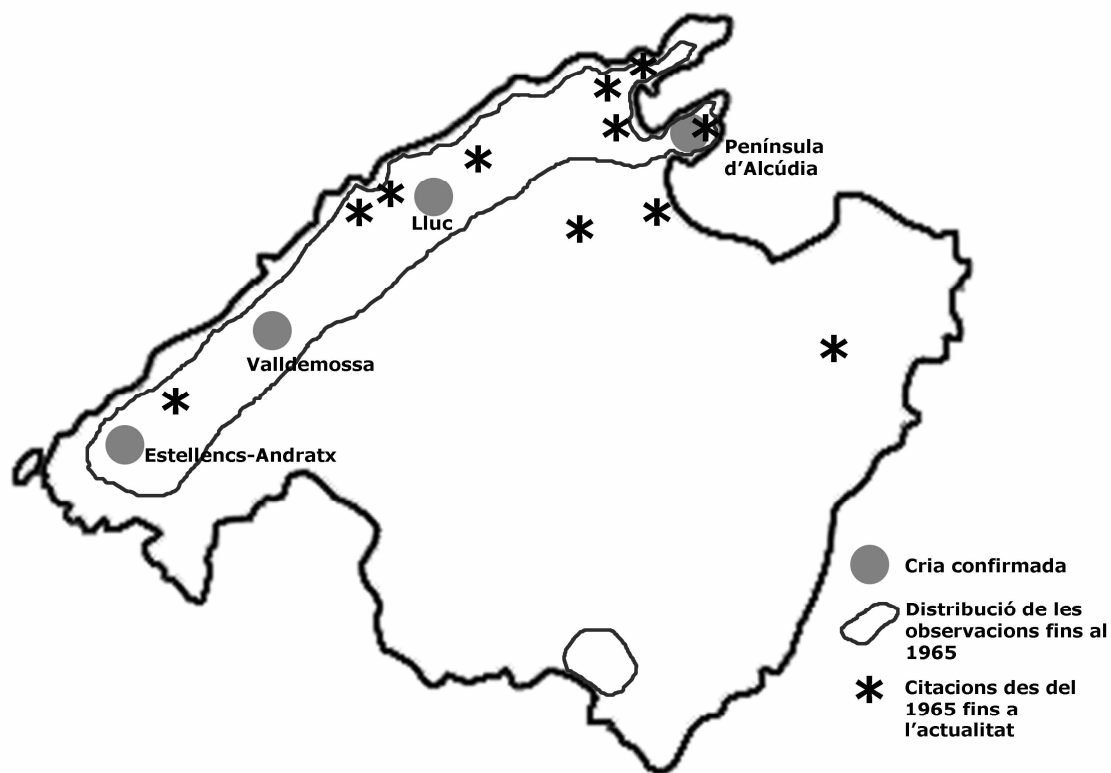 Península
d'Alcúdia
Lluc
Valldemossa
Estellencs-Andratx
Cria confirmada
Distribució de les
observacions fins al
1965
Citacions des del
1965 fins a
l'actualitat